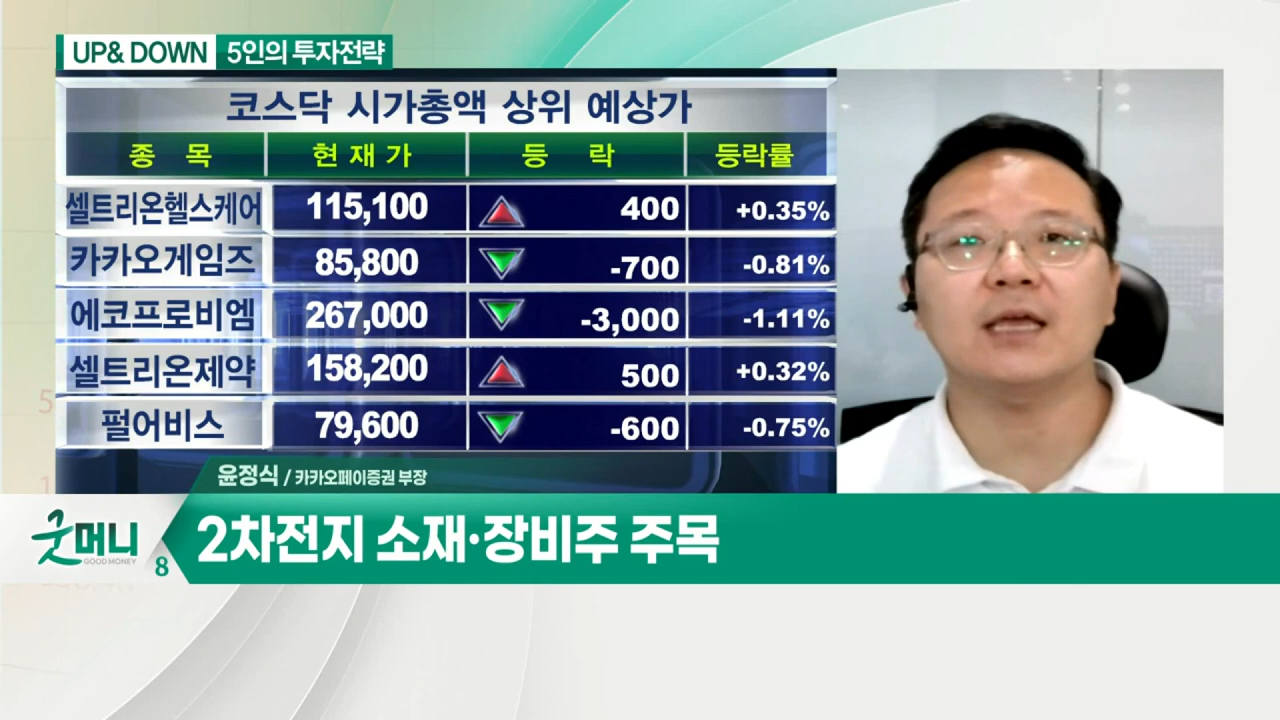 UP& DOWN 5인의 투자전략
코스닥 시가총액 상위 예상가
종 목 현 재 가 등 락 등락률
셀트리온헬스케어 115,100 400 +0.35%
카카오게임즈 85,800 -700 -0.81%
에코프로비엠 267,000 -3,000 -1.11%
셀트리온제약 158,200 500 +0.32%
펄어비스 79,600 -600 -0.75%
윤정식 / 카카오페이증권 부장
굿머니
GOOD MONEY
8
2차전지 소재·장비주 주목